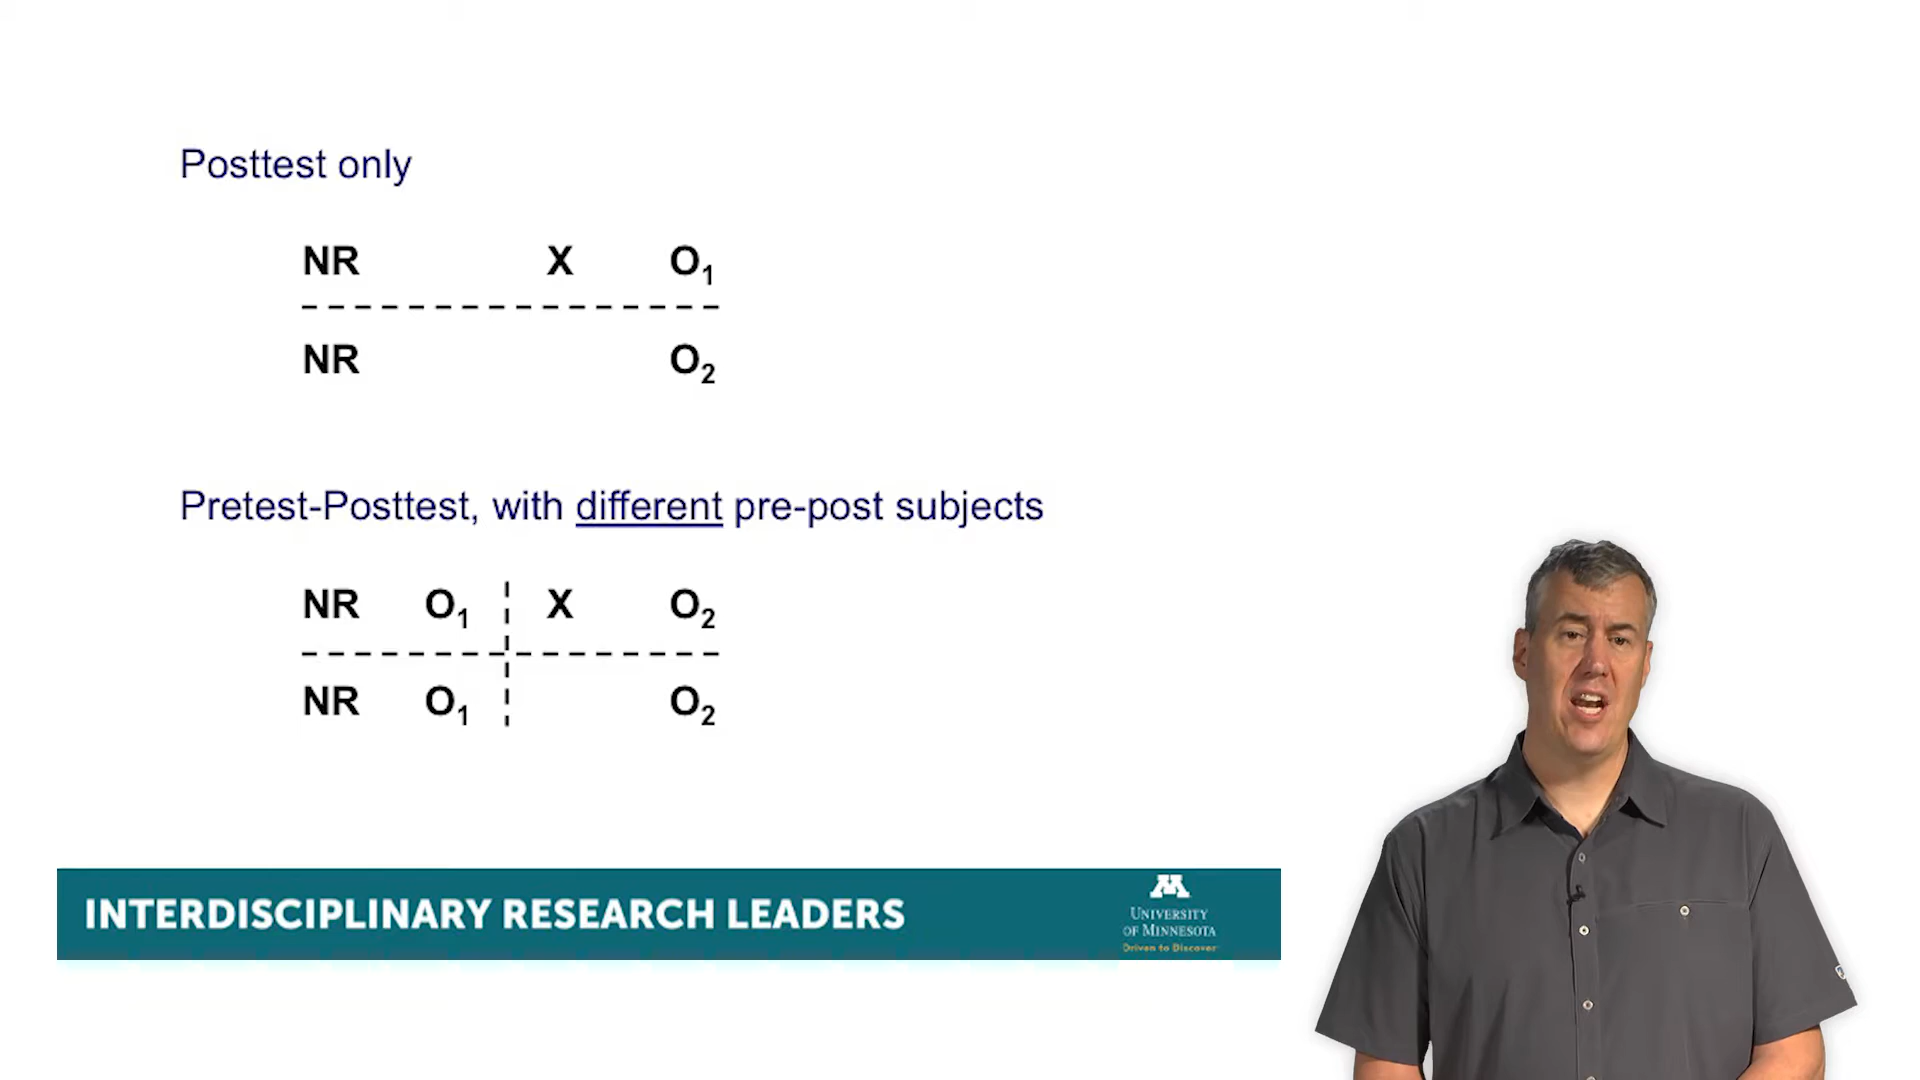 Posttest only
NR X O1
NR O2
Pretest-Posttest, with different pre-post subjects
NR O1 X O2
NR O1 O2
INTERDISCIPLINARY RESEARCH LEADERS
UNIVERSITY
OF MINNESOTA
Driven to Discover